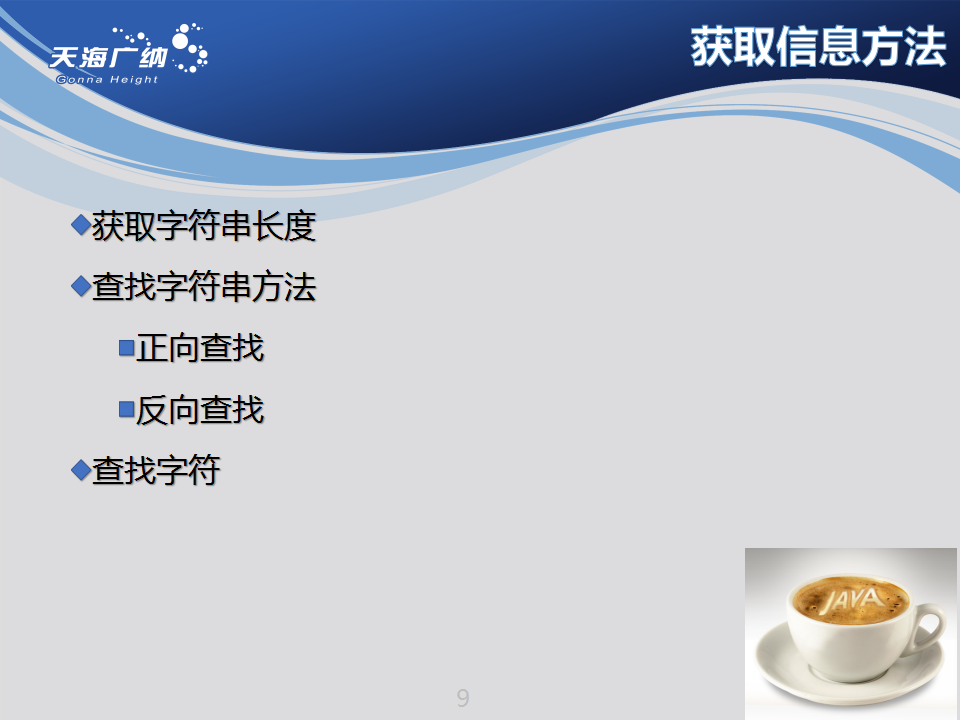 天海广纳
Gonna Height
获取信息方法
获取字符串长度
查找字符串方法
正向查找
反向查找
查找字符
JAVA
9